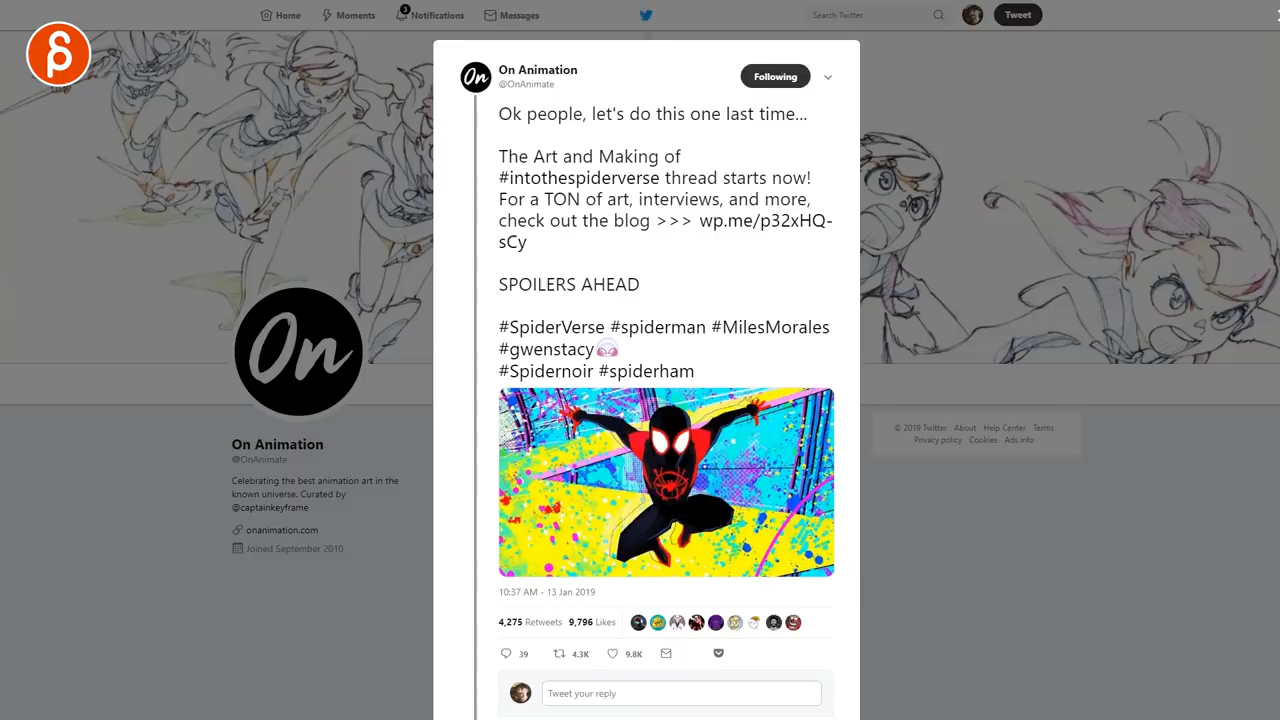 Home
Moments
3
Notifications
Messages
Search Twitter
Tweet
On
On Animation
@OnAnimate
Following
Ok people, let's do this one last time...
The Art and Making of
#intothespiderverse thread starts now!
For a TON of art, interviews, and more,
check out the blog >>> wp.me/p32xHQ-
sCy
SPOILERS AHEAD
#SpiderVerse #spiderman #MilesMorales
#gwenstacy
#Spidernoir #spiderham
10:37 AM - 13 Jan 2019
4,275 Retweets 9,796 Likes
39
4.3K
9.8K
Tweet your reply
On
On Animation
@OnAnimate
Celebrating the best animation art in the
known universe. Curated by
@captainkeyframe
onanimation.com
Joined September 2010
© 2019 Twitter About Help Center Terms
Privacy policy Cookies Ads info